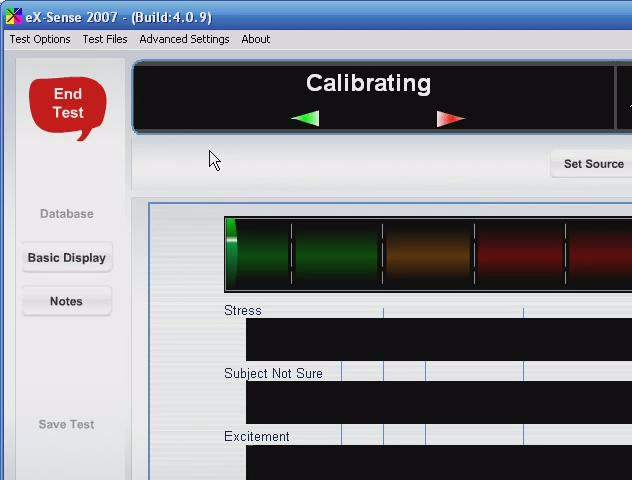 eX-Sense 2007 - (Build:4.0.9)
Test Options Test Files Advanced Settings About
End
Test
Calibrating
Set Source
Database
Basic Display
Notes
Save Test
Stress
Subject Not Sure
Excitement